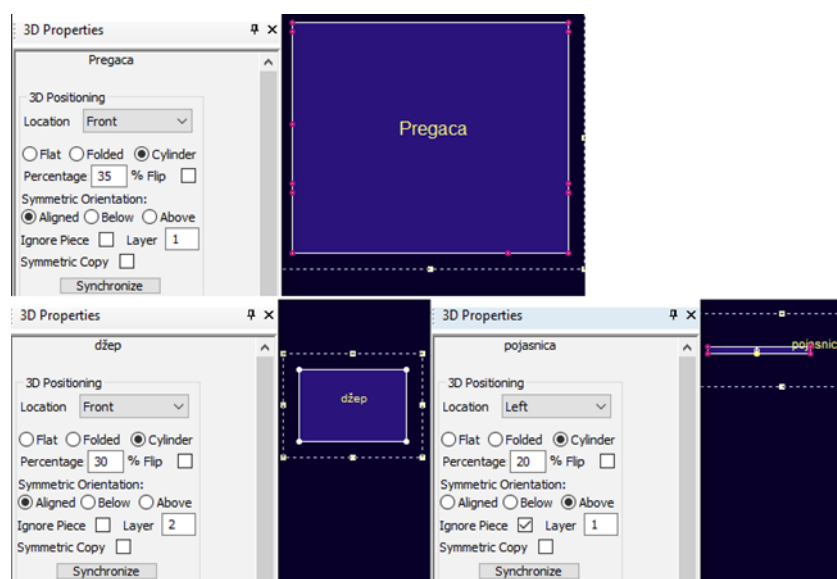 3D Properties
Pregaca
3D Positioning
Location Front
Flat Folded Cylinder
Percentage 35 % Flip
Symmetric Orientation:
Aligned Below Above
Ignore Piece Layer 1
Symmetric Copy
Synchronize
Pregaca
3D Properties
džep
3D Positioning
Location Front
Flat Folded Cylinder
Percentage 30 % Flip
Symmetric Orientation:
Aligned Below Above
Ignore Piece Layer 2
Symmetric Copy
Synchronize
džep
3D Properties
pojasnica
3D Positioning
Location Left
Flat Folded Cylinder
Percentage 20 % Flip
Symmetric Orientation:
Aligned Below Above
Ignore Piece Layer 1
Symmetric Copy
Synchronize
pojasnic